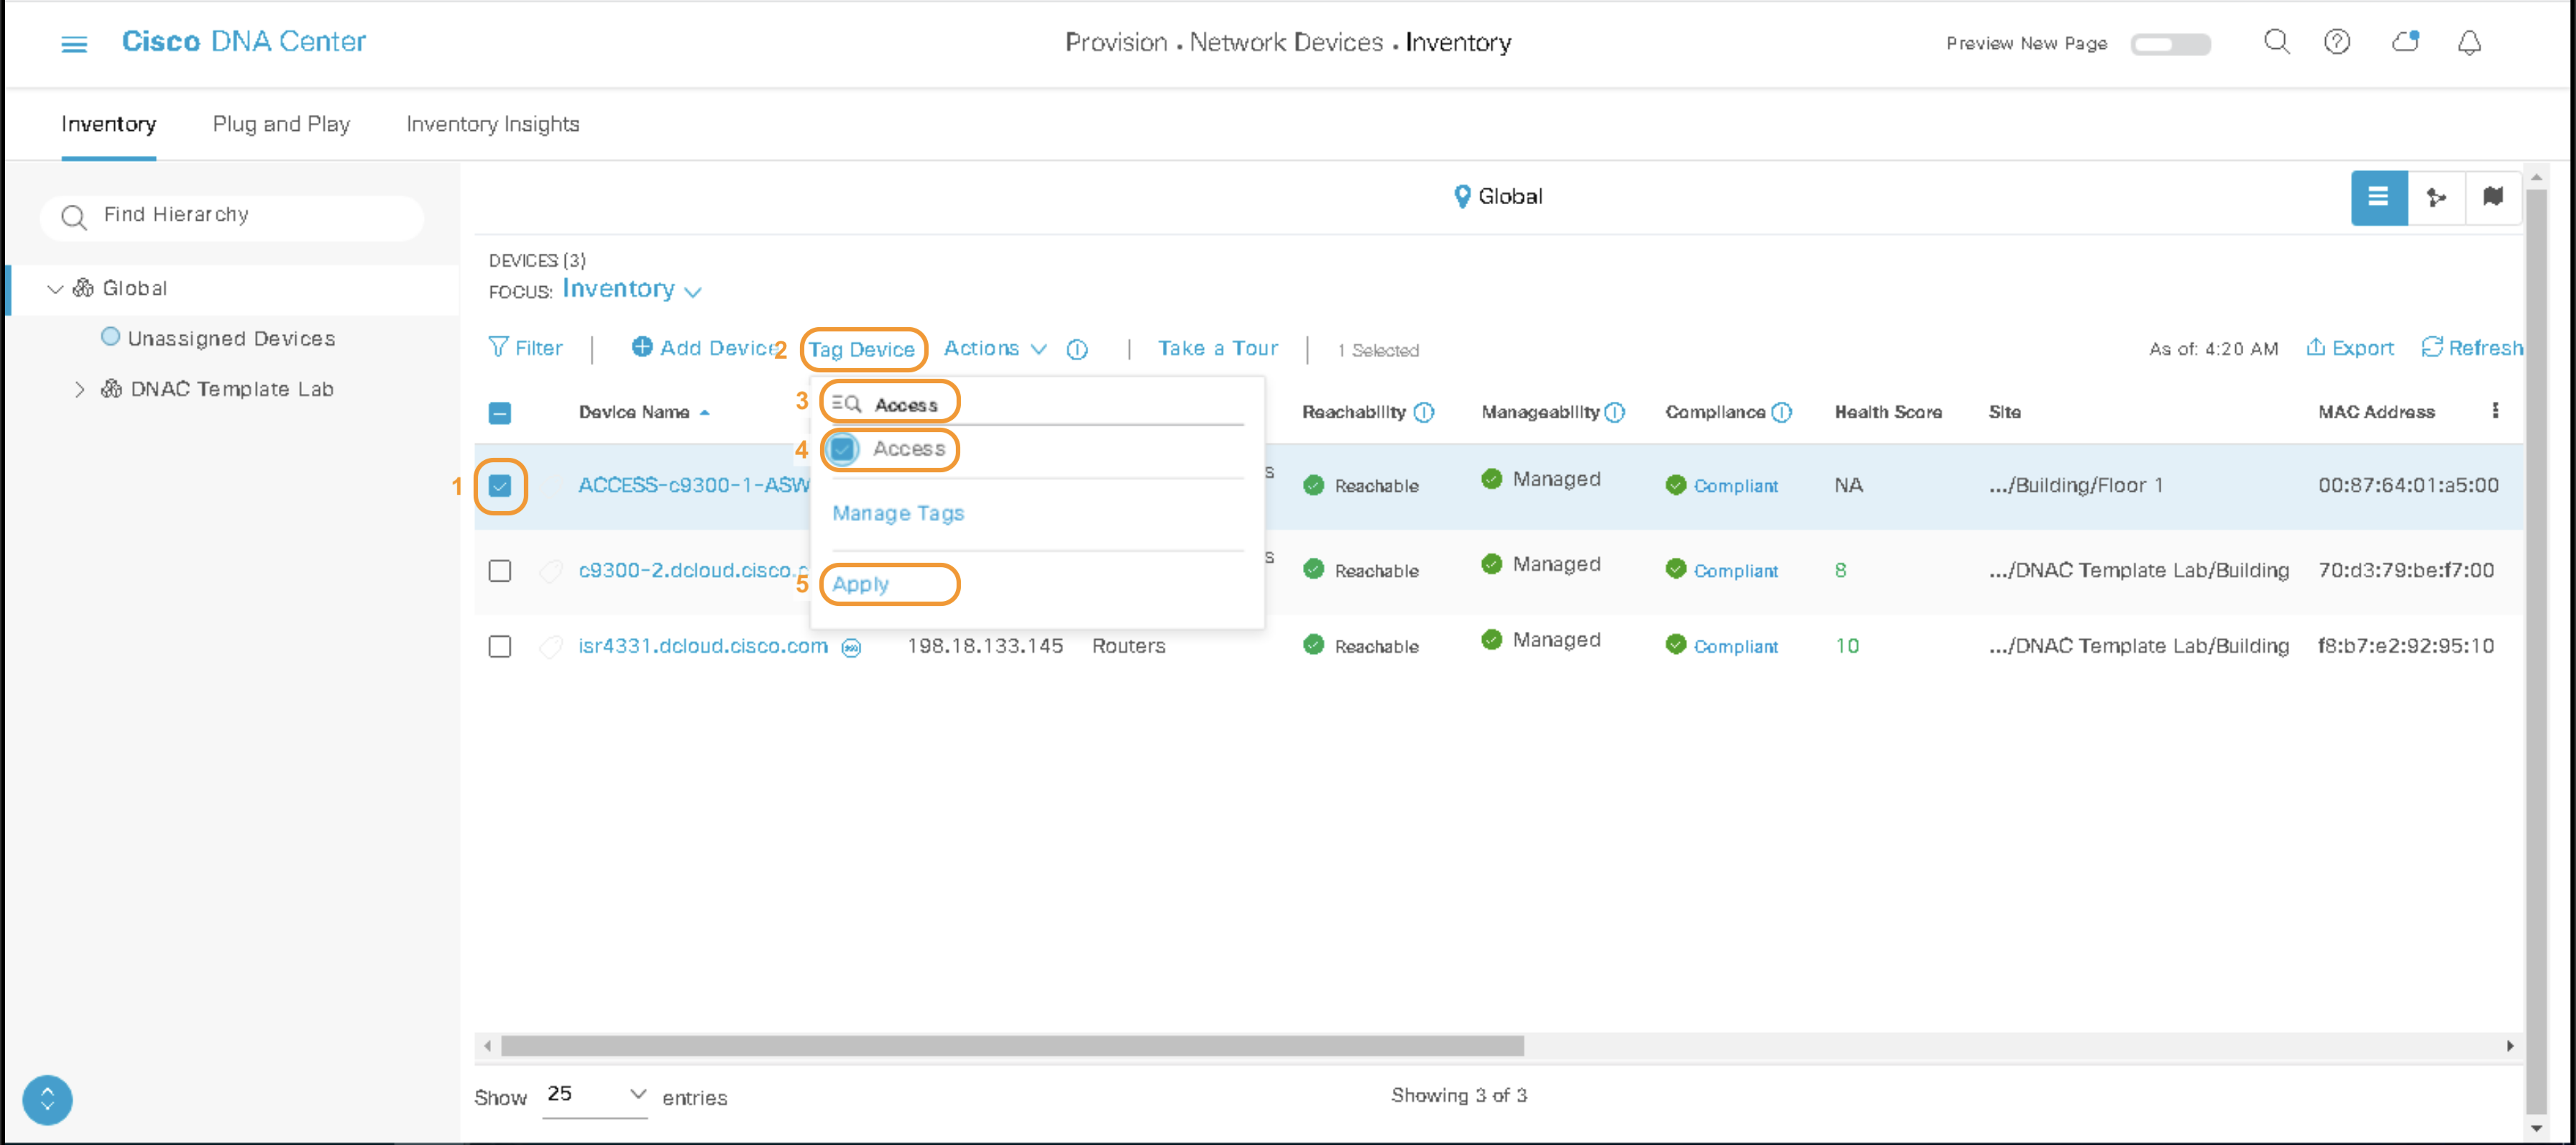 Cisco DNA Center
Provision • Network Devices • Inventory
Preview New Page
Inventory
Plug and Play
Inventory Insights
Find Hierarchy
Global
Unassigned Devices
DNAC Template Lab
Global
DEVICES (3)
FOCUS: Inventory
Filter | Add Device 2 Tag Device Actions | Take a Tour | 1 Selected
As of: 4:20 AM Export Refresh
Device Name Reachability Manageability Compliance Health Score Site MAC Address
3 Access
4 Access
Manage Tags
5 Apply
1 ACCESS-c9300-1-ASW s Reachable Managed Compliant NA .../Building/Floor 1 00:87:64:01:a5:00
c9300-2.dcloud.cisco.c s Reachable Managed Compliant 8 .../DNAC Template Lab/Building 70:d3:79:be:f7:00
isr4331.dcloud.cisco.com 198.18.133.145 Routers Reachable Managed Compliant 10 .../DNAC Template Lab/Building f8:b7:e2:92:95:10
Show 25 entries
Showing 3 of 3